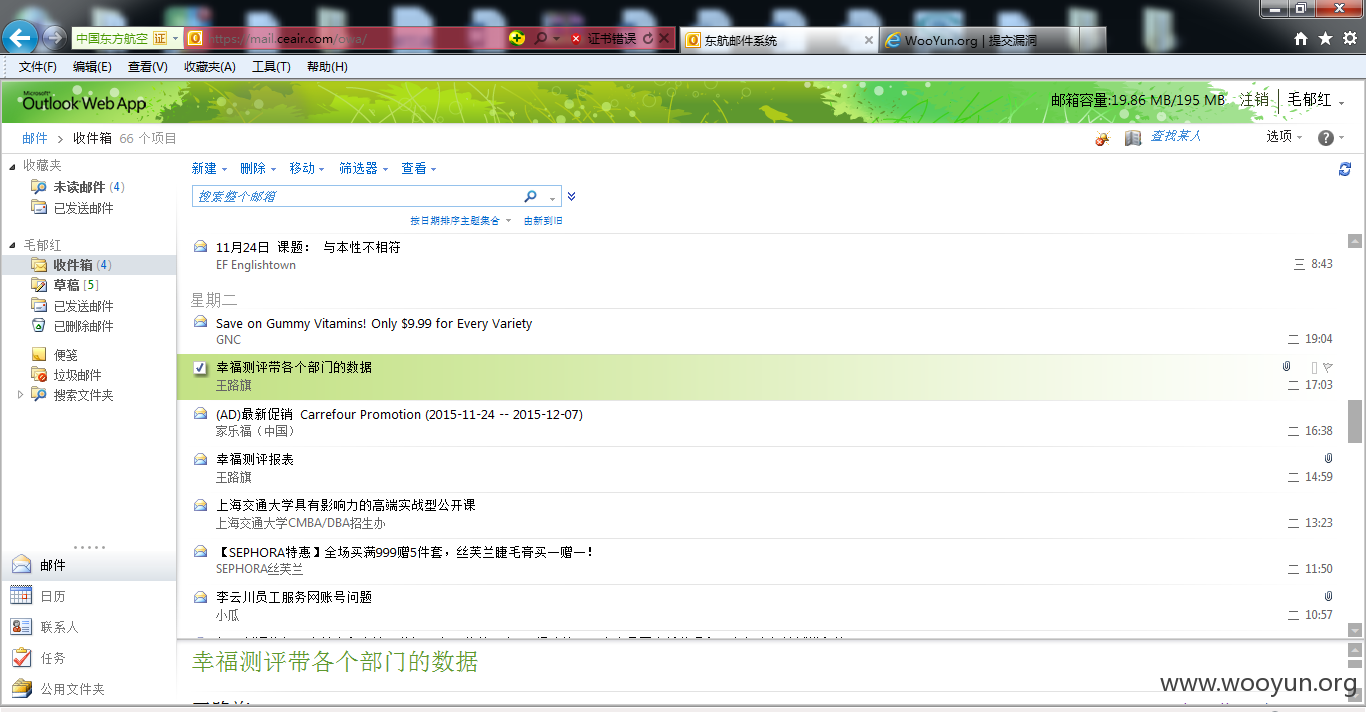 中国东方航空 证 https://mail.ceair.com/owa/ 证书错误 东航邮件系统 WooYun.org | 提交漏洞
文件(F) 编辑(E) 查看(V) 收藏夹(A) 工具(T) 帮助(H)
Microsoft
Outlook Web App
邮箱容量:19.86 MB/195 MB 注销 毛郁红
邮件 > 收件箱 66 个项目
查找某人 选项
收藏夹
未读邮件 (4)
已发送邮件
毛郁红
收件箱 (4)
草稿 [5]
已发送邮件
已删除邮件
便笺
垃圾邮件
搜索文件夹
邮件
日历
联系人
任务
公用文件夹
新建 删除 移动 筛选器 查看
搜索整个邮箱
按日期排序主题集合 由新到旧
11月24日 课题： 与本性不相符
EF Englishtown 三 8:43
星期二
Save on Gummy Vitamins! Only $9.99 for Every Variety
GNC 二 19:04
幸福测评带各个部门的数据
王路旗 二 17:03
(AD)最新促销 Carrefour Promotion (2015-11-24 -- 2015-12-07)
家乐福（中国） 二 16:38
幸福测评报表
王路旗 二 14:59
上海交通大学具有影响力的高端实战型公开课
上海交通大学CMBA/DBA招生办 二 13:23
【SEPHORA特惠】全场买满999赠5件套，丝芙兰睫毛膏买一赠一！
SEPHORA丝芙兰 二 11:50
李云川员工服务网账号问题
小瓜 二 10:57
幸福测评带各个部门的数据
www.wooyun.org